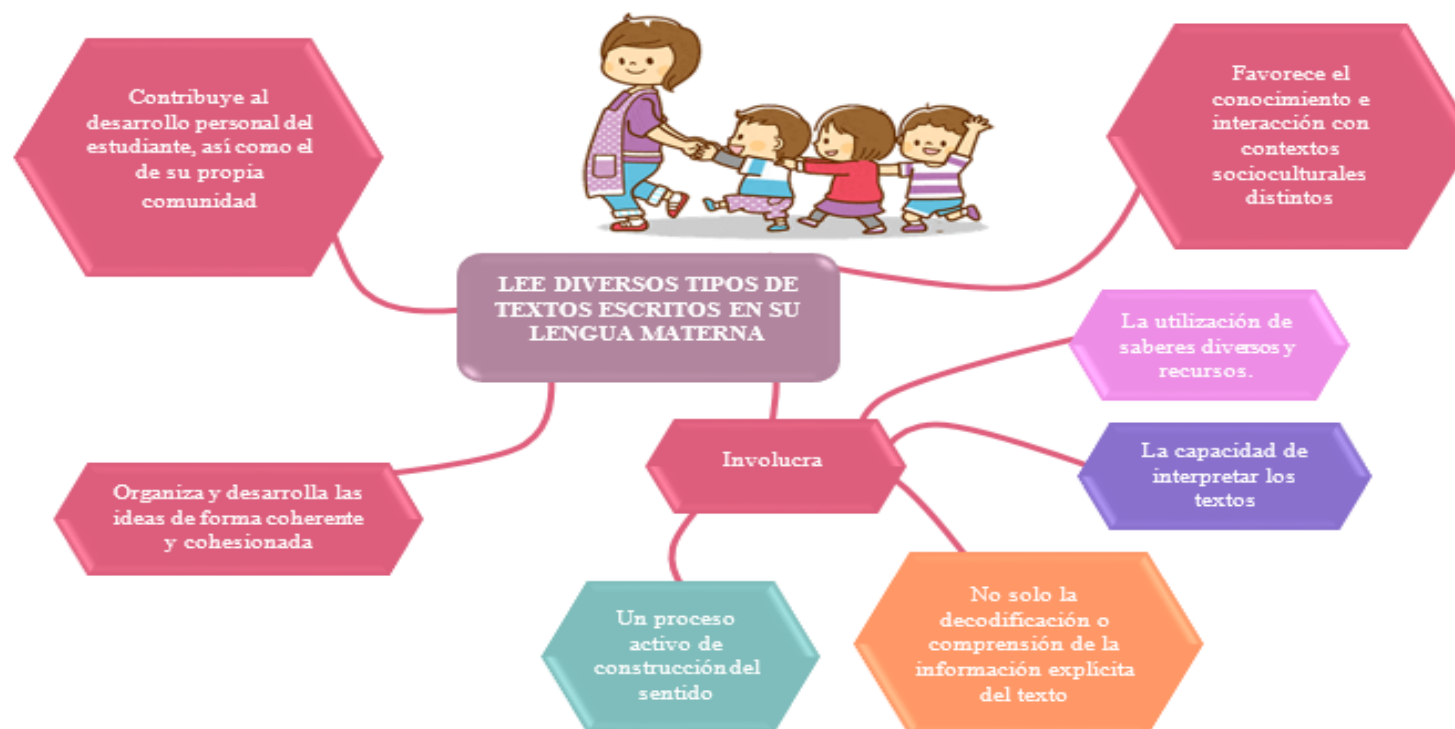 Contribuye al
desarrollo personal del
estudiante, así como el
de su propia
comunidad
Favorece el
conocimiento e
interacción con
contextos
socioculturales
distintos
LEE DIVERSOS TIPOS DE
TEXTOS ESCRITOS EN SU
LENGUA MATERNA
La utilización de
saberes diversos y
recursos.
Involucra
La capacidad de
interpretar los
textos
Organiza y desarrolla las
ideas de forma coherente
y cohesionada
Un proceso
activo de
construcción del
sentido
No solo la
decodificación o
comprensión de la
información explícita
del texto